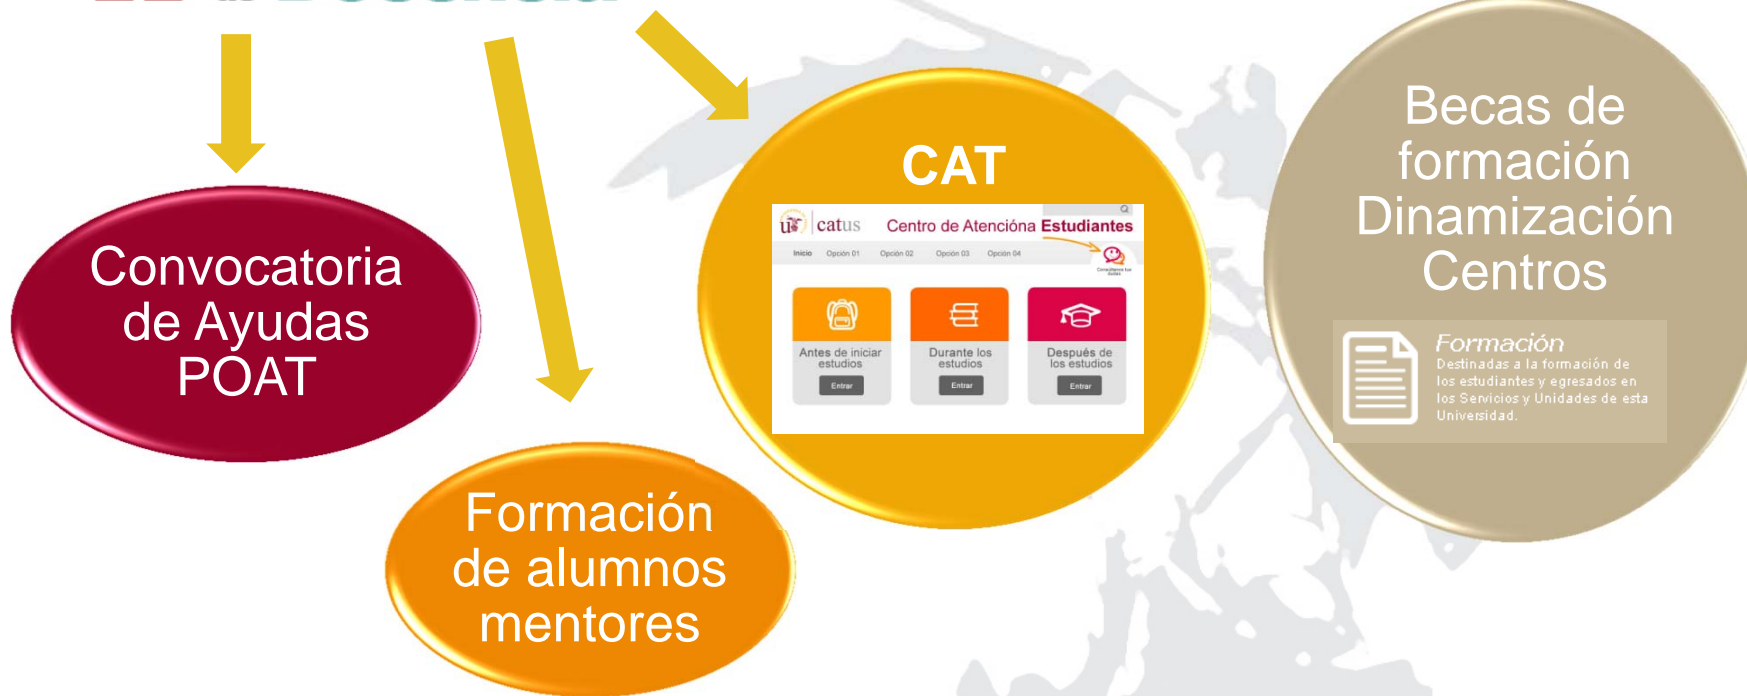 Docencia
Convocatoria
de Ayudas
POAT
Formación
de alumnos
mentores
CAT
catus
Centro de Atencióna Estudiantes
Inicio Opción 01 Opción 02 Opción 03 Opción 04
Antes de iniciar
estudios
Entrar
Durante los
estudios
Entrar
Después de
los estudios
Entrar
Becas de
formación
Dinamización
Centros
Formación
Destinadas a la formación de
los estudiantes y egresados en
los Servicios y Unidades de esta
Universidad.